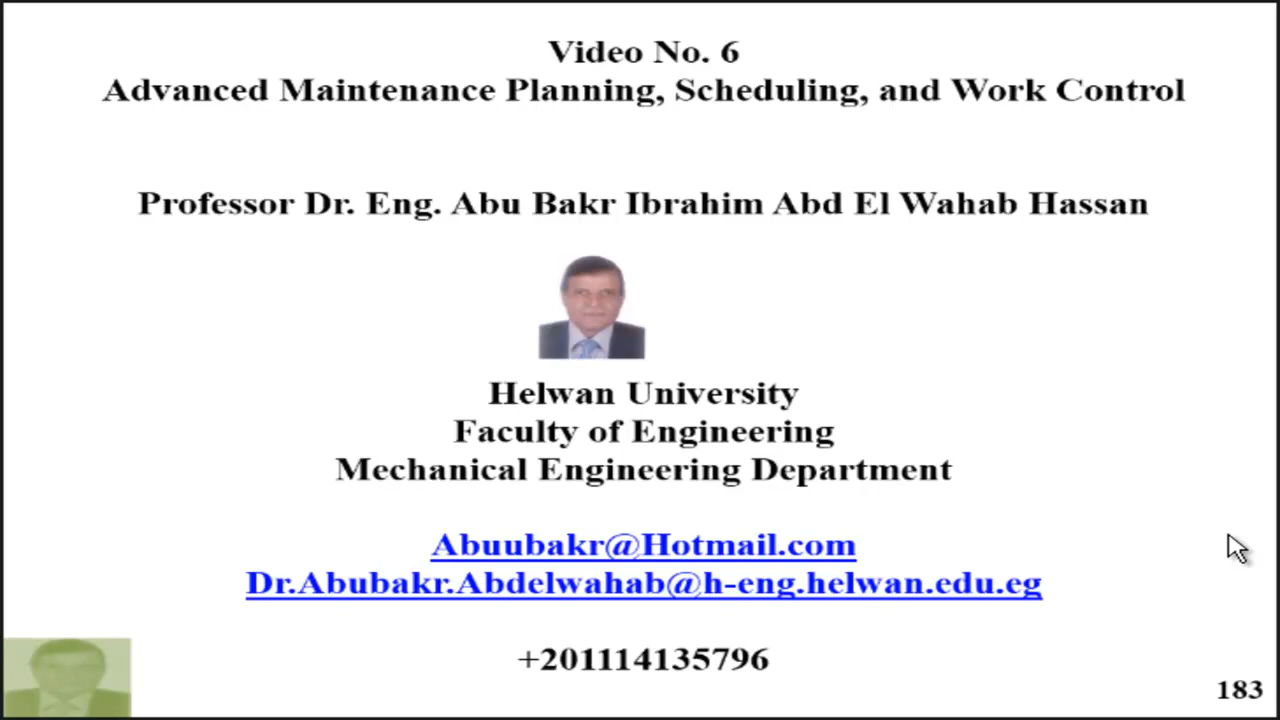 Video No. 6
Advanced Maintenance Planning, Scheduling, and Work Control
Professor Dr. Eng. Abu Bakr Ibrahim Abd El Wahab Hassan
Helwan University
Faculty of Engineering
Mechanical Engineering Department
Abuubakr@Hotmail.com
Dr.Abubakr.Abdelwahab@h-eng.helwan.edu.eg
+201114135796
183